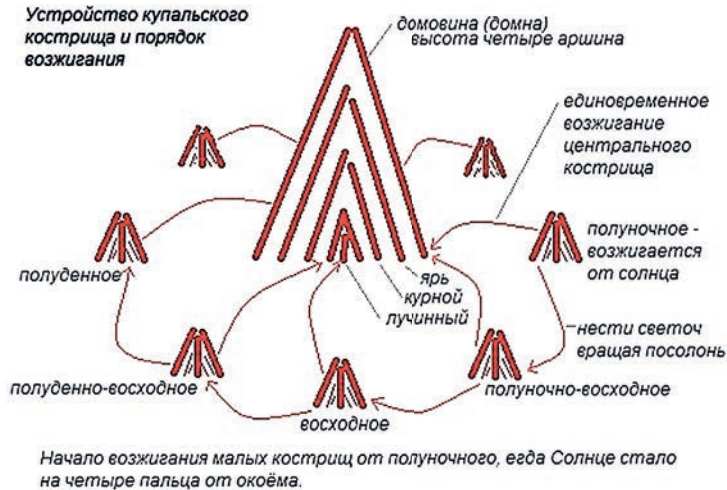 Устройство купальского
кострища и порядок
возжигания
домовина (домна)
высота четыре аршина
единовременное
возжигание
центрального
кострища
полуночное -
возжигается
от солнца
полуденное
ярь
курной
лучинный
нести светоч
вращая посолонь
полуденно-восходное
полуночно-восходное
восходное
Начало возжигания малых кострищ от полуночного, егда Солнце стало
на четыре пальца от окоёма.